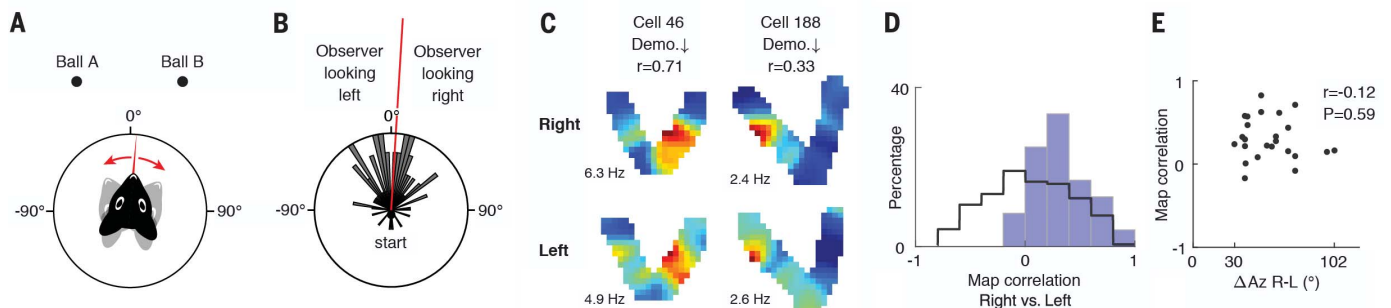 A
Ball A Ball B
0°
-90° 90°
B
Observer looking left
Observer looking right
0°
-90° 90°
start
C
Cell 46
Demo.↓
r=0.71
Cell 188
Demo.↓
r=0.33
Right
6.3 Hz 2.4 Hz
Left
4.9 Hz 2.6 Hz
D
40
Percentage
0
-1 0 1
Map correlation
Right vs. Left
E
r=-0.12
P=0.59
1
Map correlation
0
-1
0 30 102
ΔAz R-L (°)